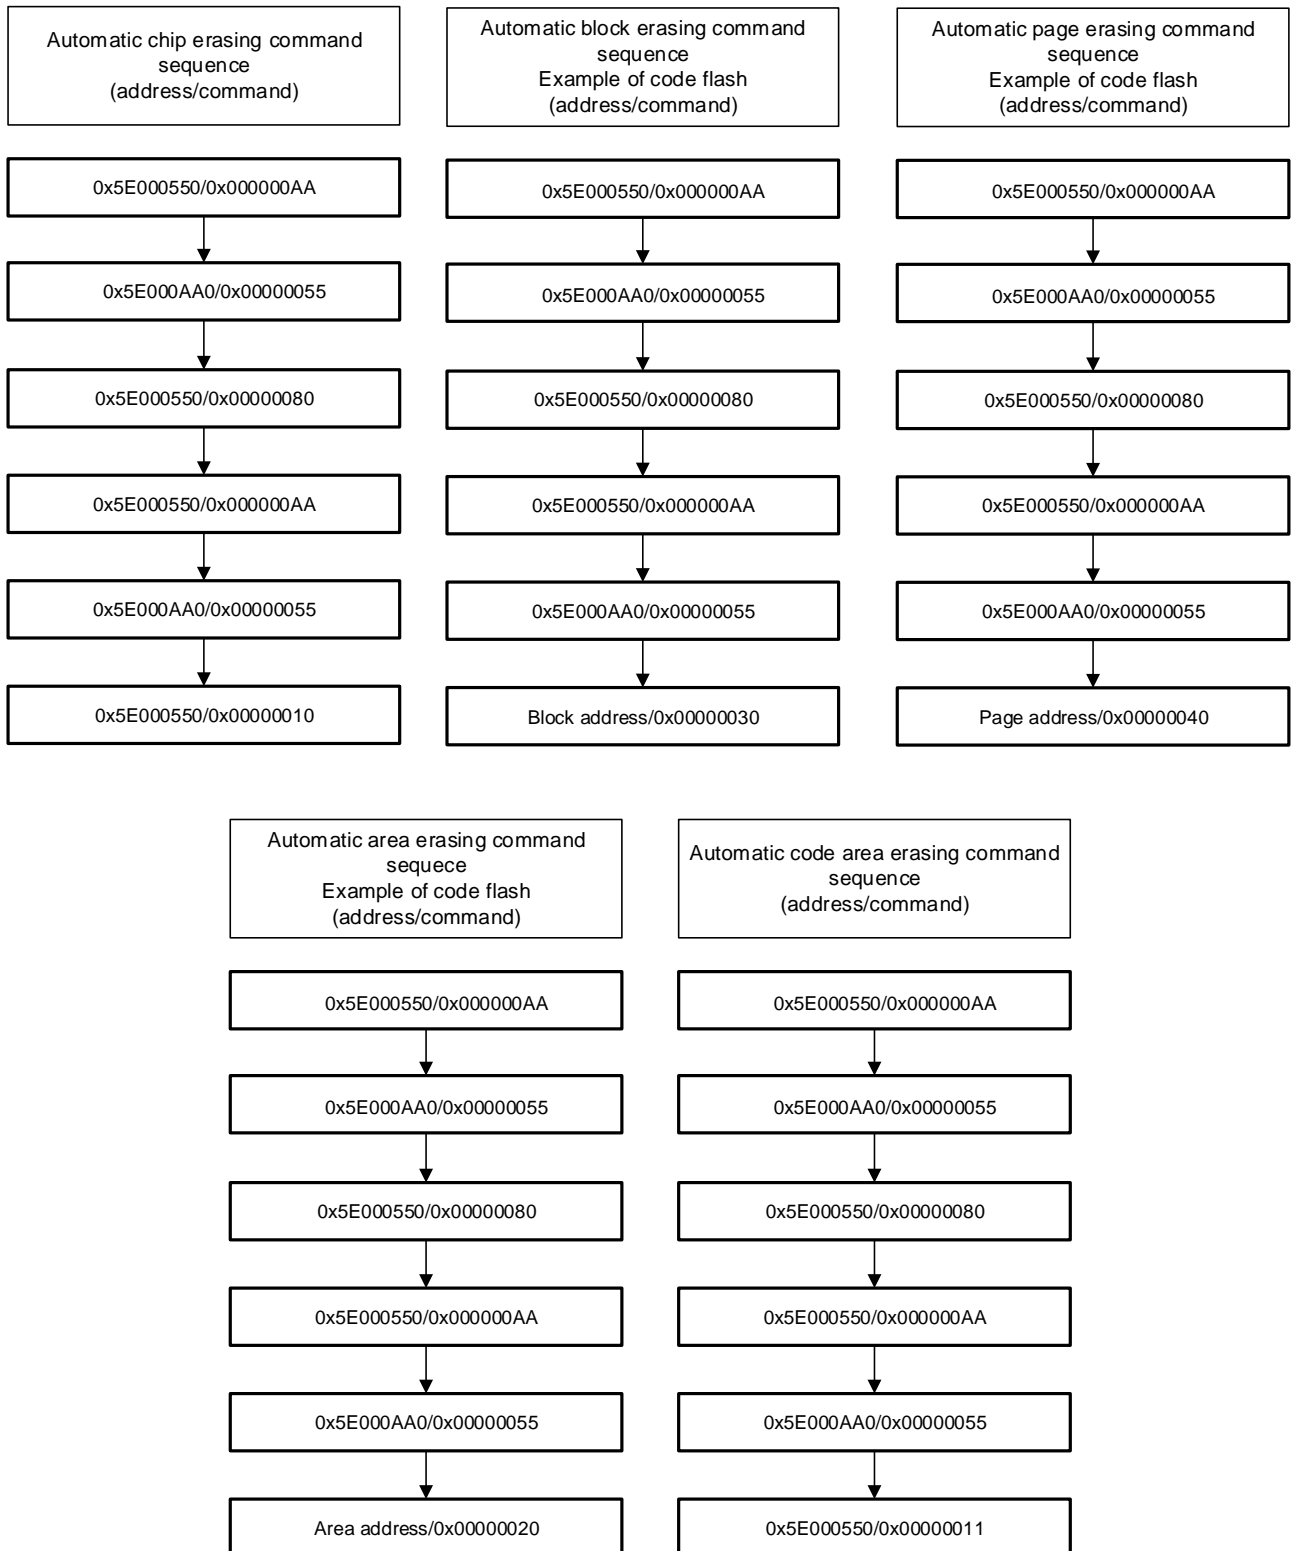 Automatic chip erasing command
sequence
(address/command)
0x5E000550/0x000000AA
0x5E000AA0/0x00000055
0x5E000550/0x00000080
0x5E000550/0x000000AA
0x5E000AA0/0x00000055
0x5E000550/0x00000010
Automatic block erasing command
sequence
Example of code flash
(address/command)
0x5E000550/0x000000AA
0x5E000AA0/0x00000055
0x5E000550/0x00000080
0x5E000550/0x000000AA
0x5E000AA0/0x00000055
Block address/0x00000030
Automatic page erasing command
sequence
Example of code flash
(address/command)
0x5E000550/0x000000AA
0x5E000AA0/0x00000055
0x5E000550/0x00000080
0x5E000550/0x000000AA
0x5E000AA0/0x00000055
Page address/0x00000040
Automatic area erasing command
sequece
Example of code flash
(address/command)
0x5E000550/0x000000AA
0x5E000AA0/0x00000055
0x5E000550/0x00000080
0x5E000550/0x000000AA
0x5E000AA0/0x00000055
Area address/0x00000020
Automatic code area erasing command
sequence
(address/command)
0x5E000550/0x000000AA
0x5E000AA0/0x00000055
0x5E000550/0x00000080
0x5E000550/0x000000AA
0x5E000AA0/0x00000055
0x5E000550/0x00000011